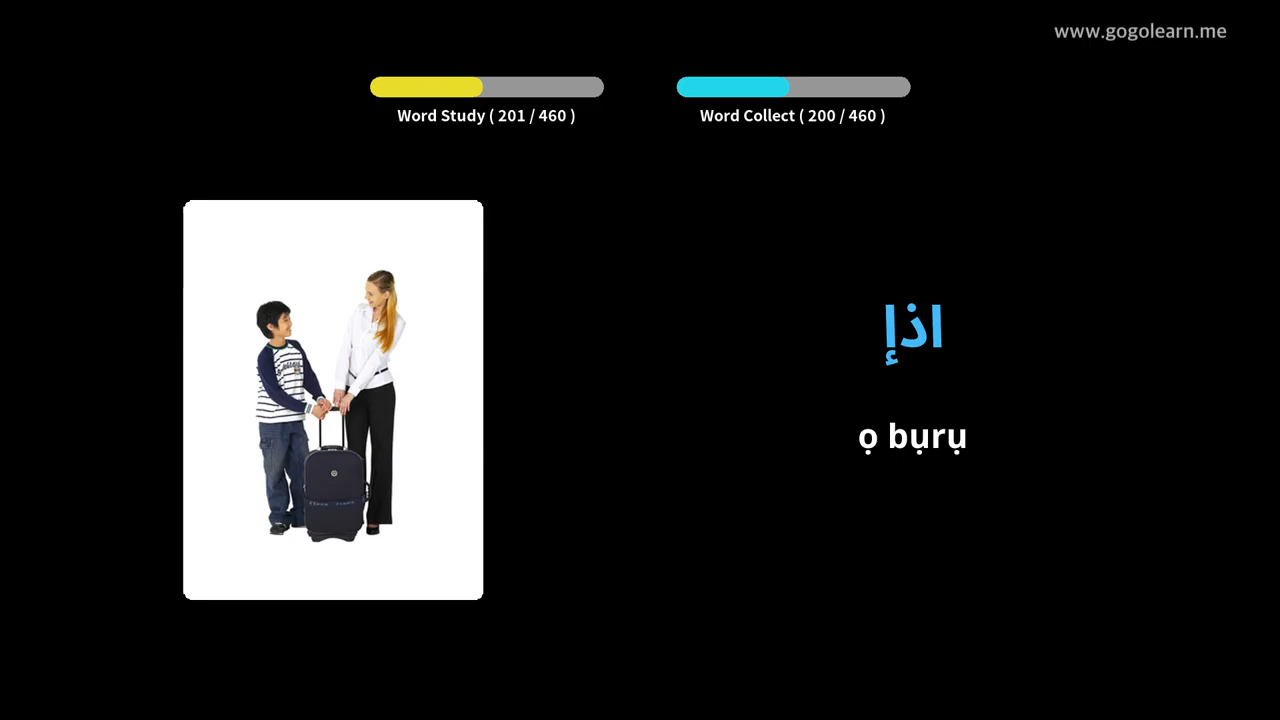 www.gogolearn.me
Word Study ( 201 / 460 )
Word Collect ( 200 / 460 )
اذإ
ọ bụrụ